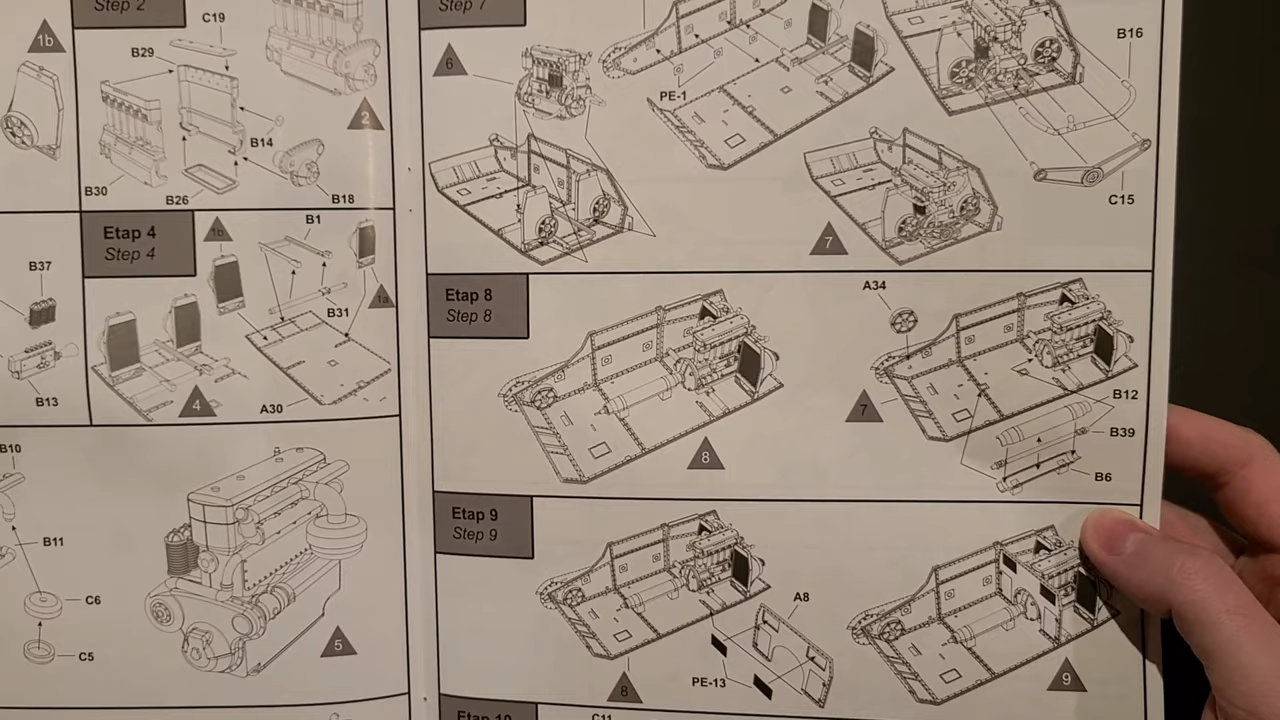 Step 2
C19
1b
B29
2
B14
B30
B26
B18
Etap 4
Step 4
1b
B1
1a
B31
B37
B13
4
A30
B10
B11
C6
C5
5
Step 7
6
PE-1
B16
C15
7
Etap 8
Step 8
A34
8
7
B12
B39
B6
Etap 9
Step 9
A8
PE-13
8
9
Etap 10
C11